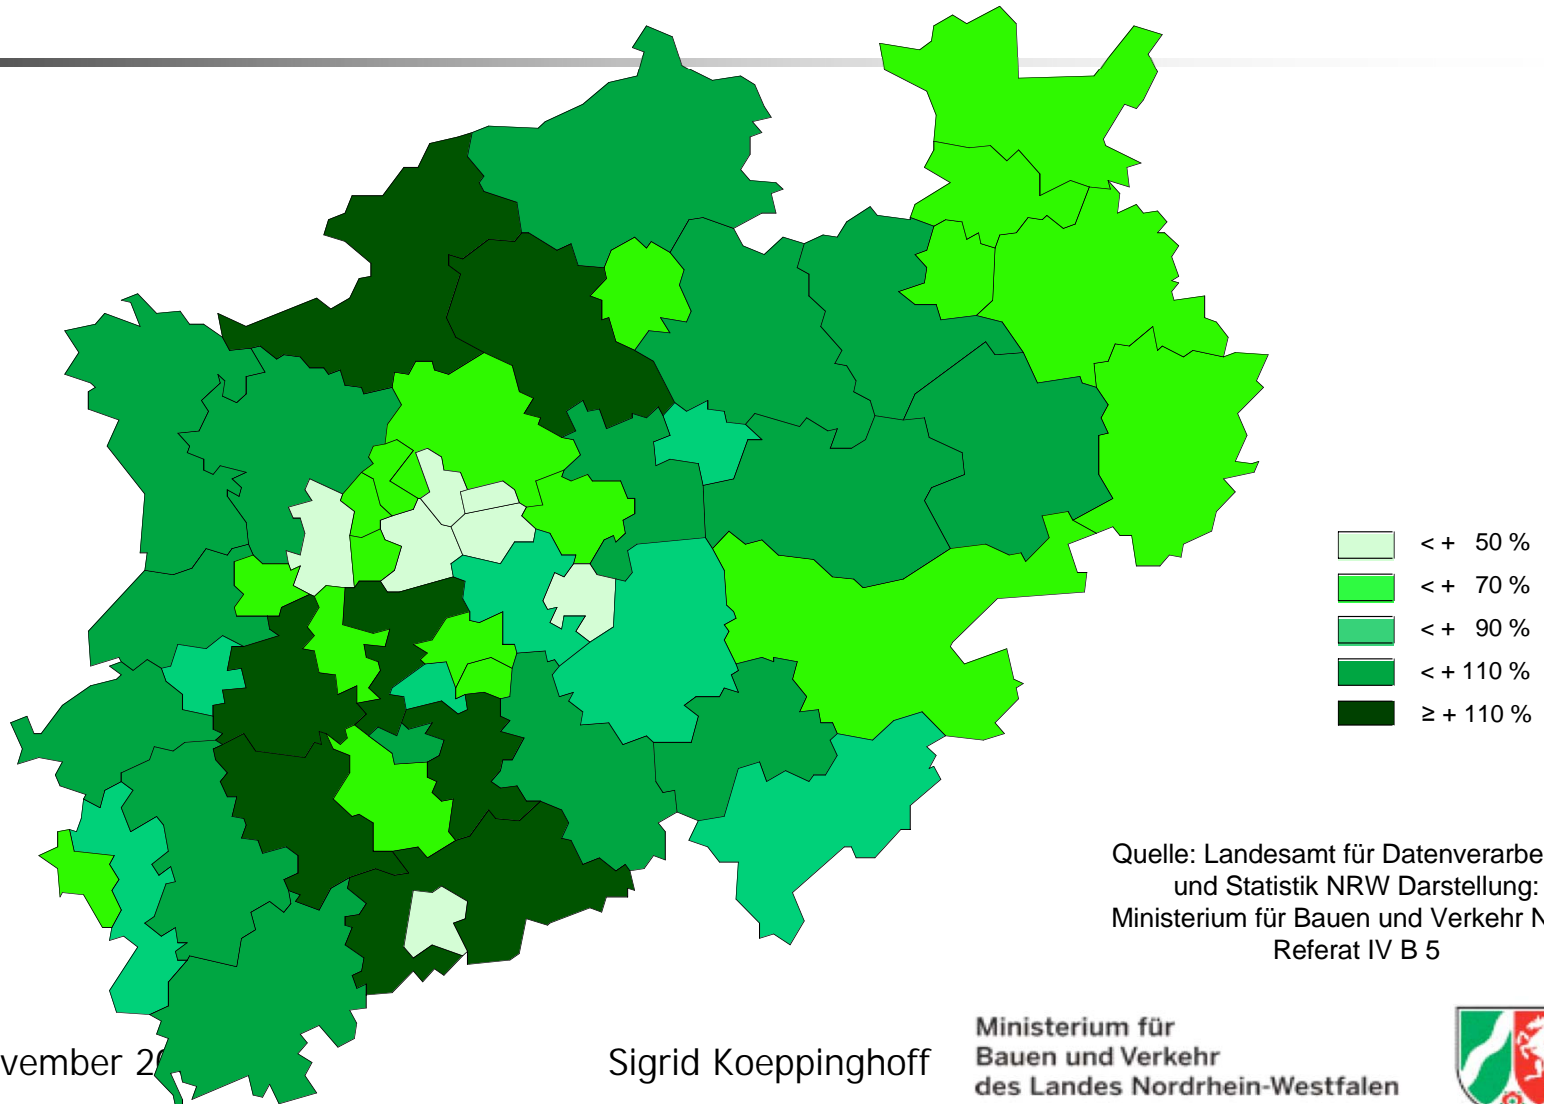 < + 50 %
< + 70 %
< + 90 %
< + 110 %
≥ + 110 %
Quelle: Landesamt für Datenverarbe
und Statistik NRW Darstellung:
Ministerium für Bauen und Verkehr N
Referat IV B 5
vember 20
Sigrid Koeppinghoff
Ministerium für
Bauen und Verkehr
des Landes Nordrhein-Westfalen